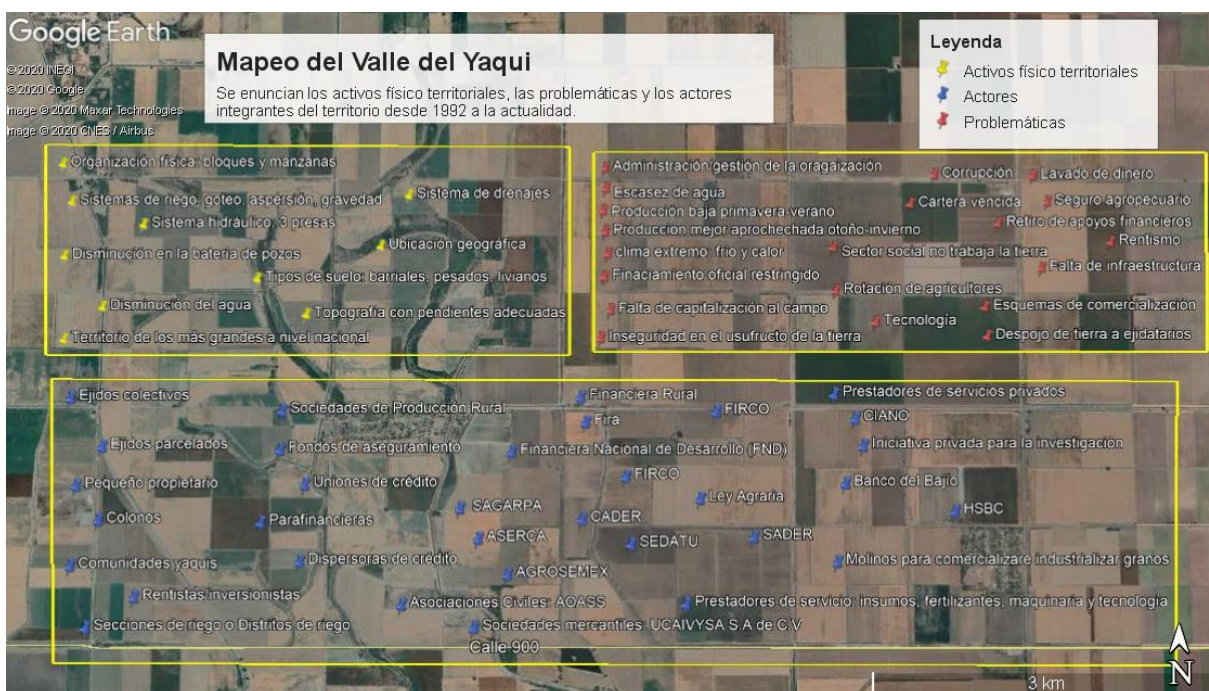 Google Earth
© 2020 INEGI
© 2020 Google
Image © 2020 Maxar Technologies
Image © 2020 CNES / Airbus
Mapeo del Valle del Yaqui
Se enuncian los activos físico territoriales, las problemáticas y los actores
integrantes del territorio desde 1992 a la actualidad.
Leyenda
Activos físico territoriales
Actores
Problemáticas
Organización física: bloques y manzanas
Sistemas de riego, goteo, aspersión, gravedad
Sistema de drenajes
Sistema hidráulico, 3 presas
Ubicación geográfica
Disminución en la batería de pozos
Tipos de suelo: barriales, pesados, livianos
Disminución del agua
Topografía con pendientes adecuadas
Territorio de los más grandes a nivel nacional
Administración/gestión de la oragaización
Corrupción
Lavado de dinero
Escasez de agua
Cartera vencida
Seguro agropecuario
Producción baja primavera-verano
Retiro de apoyos financieros
Producción mejor aprochechada otoño-invierno
Rentismo
clima extremo: frío y calor
Sector social no trabaja la tierra
Falta de infraestructura
Finaciamiento oficial restringido
Rotación de agricultores
Falta de capitalización al campo
Tecnología
Esquemas de comercialización
Inseguridad en el usufructo de la tierra
Despojo de tierra a ejidatarios
Ejidos colectivos
Sociedades de Producción Rural
Financiera Rural
Prestadores de servicios privados
Fira
FIRCO
CIANO
Ejidos parcelados
Fondos de aseguramiento
Financiera Nacional de Desarrollo (FND)
Iniciativa privada para la investigación
Pequeño propietario
Uniones de crédito
FIRCO
Banco del Bajío
Ley Agraria
SAGARPA
HSBC
Colonos
Parafinancieras
CADER
ASERCA
SEDATU
SADER
Comunidades yaquis
Dispersoras de crédito
Molinos para comercializare industrializar granos
AGROSEMEX
Rentistas/inversionistas
Asociaciones Civiles: AOASS
Prestadores de servicio: insumos, fertilizantes, maquinaria y tecnologia
Secciones de riego o Distritos de riego
Sociedades mercantiles: UCAIVYSA S.A de C.V
Calle 900
N
3 km